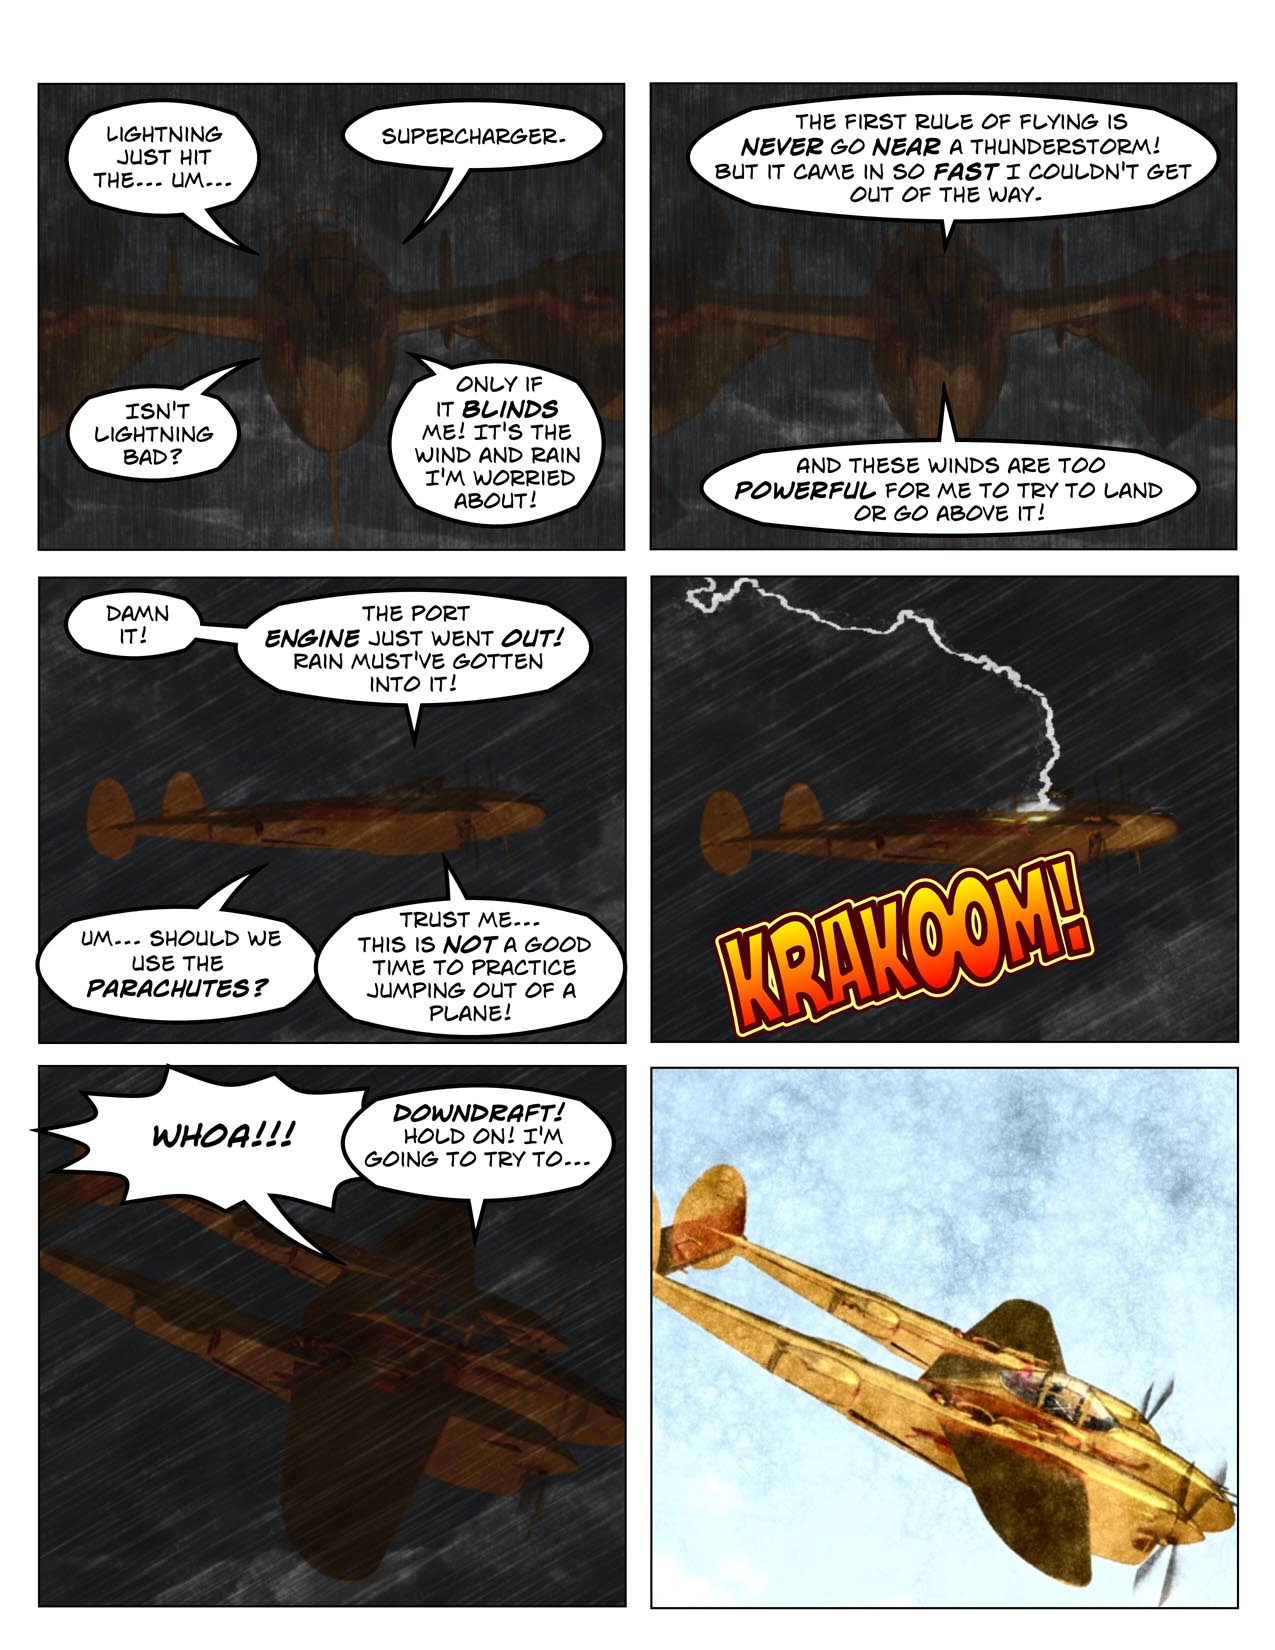 LIGHTNING
JUST HIT
THE... UM...
SUPERCHARGER.
ISN'T
LIGHTNING
BAD?
ONLY IF
IT BLINDS
ME! IT'S THE
WIND AND RAIN
I'M WORRIED
ABOUT!
THE FIRST RULE OF FLYING IS
NEVER GO NEAR A THUNDERSTORM!
BUT IT CAME IN SO FAST I COULDN'T GET
OUT OF THE WAY.
AND THESE WINDS ARE TOO
POWERFUL FOR ME TO TRY TO LAND
OR GO ABOVE IT!
DAMN
IT!
THE PORT
ENGINE JUST WENT OUT!
RAIN MUST'VE GOTTEN
INTO IT!
UM... SHOULD WE
USE THE
PARACHUTES?
TRUST ME...
THIS IS NOT A GOOD
TIME TO PRACTICE
JUMPING OUT OF A
PLANE!
KRAKOOM!
WHOA!!!
DOWNDRAFT!
HOLD ON! I'M
GOING TO TRY TO...